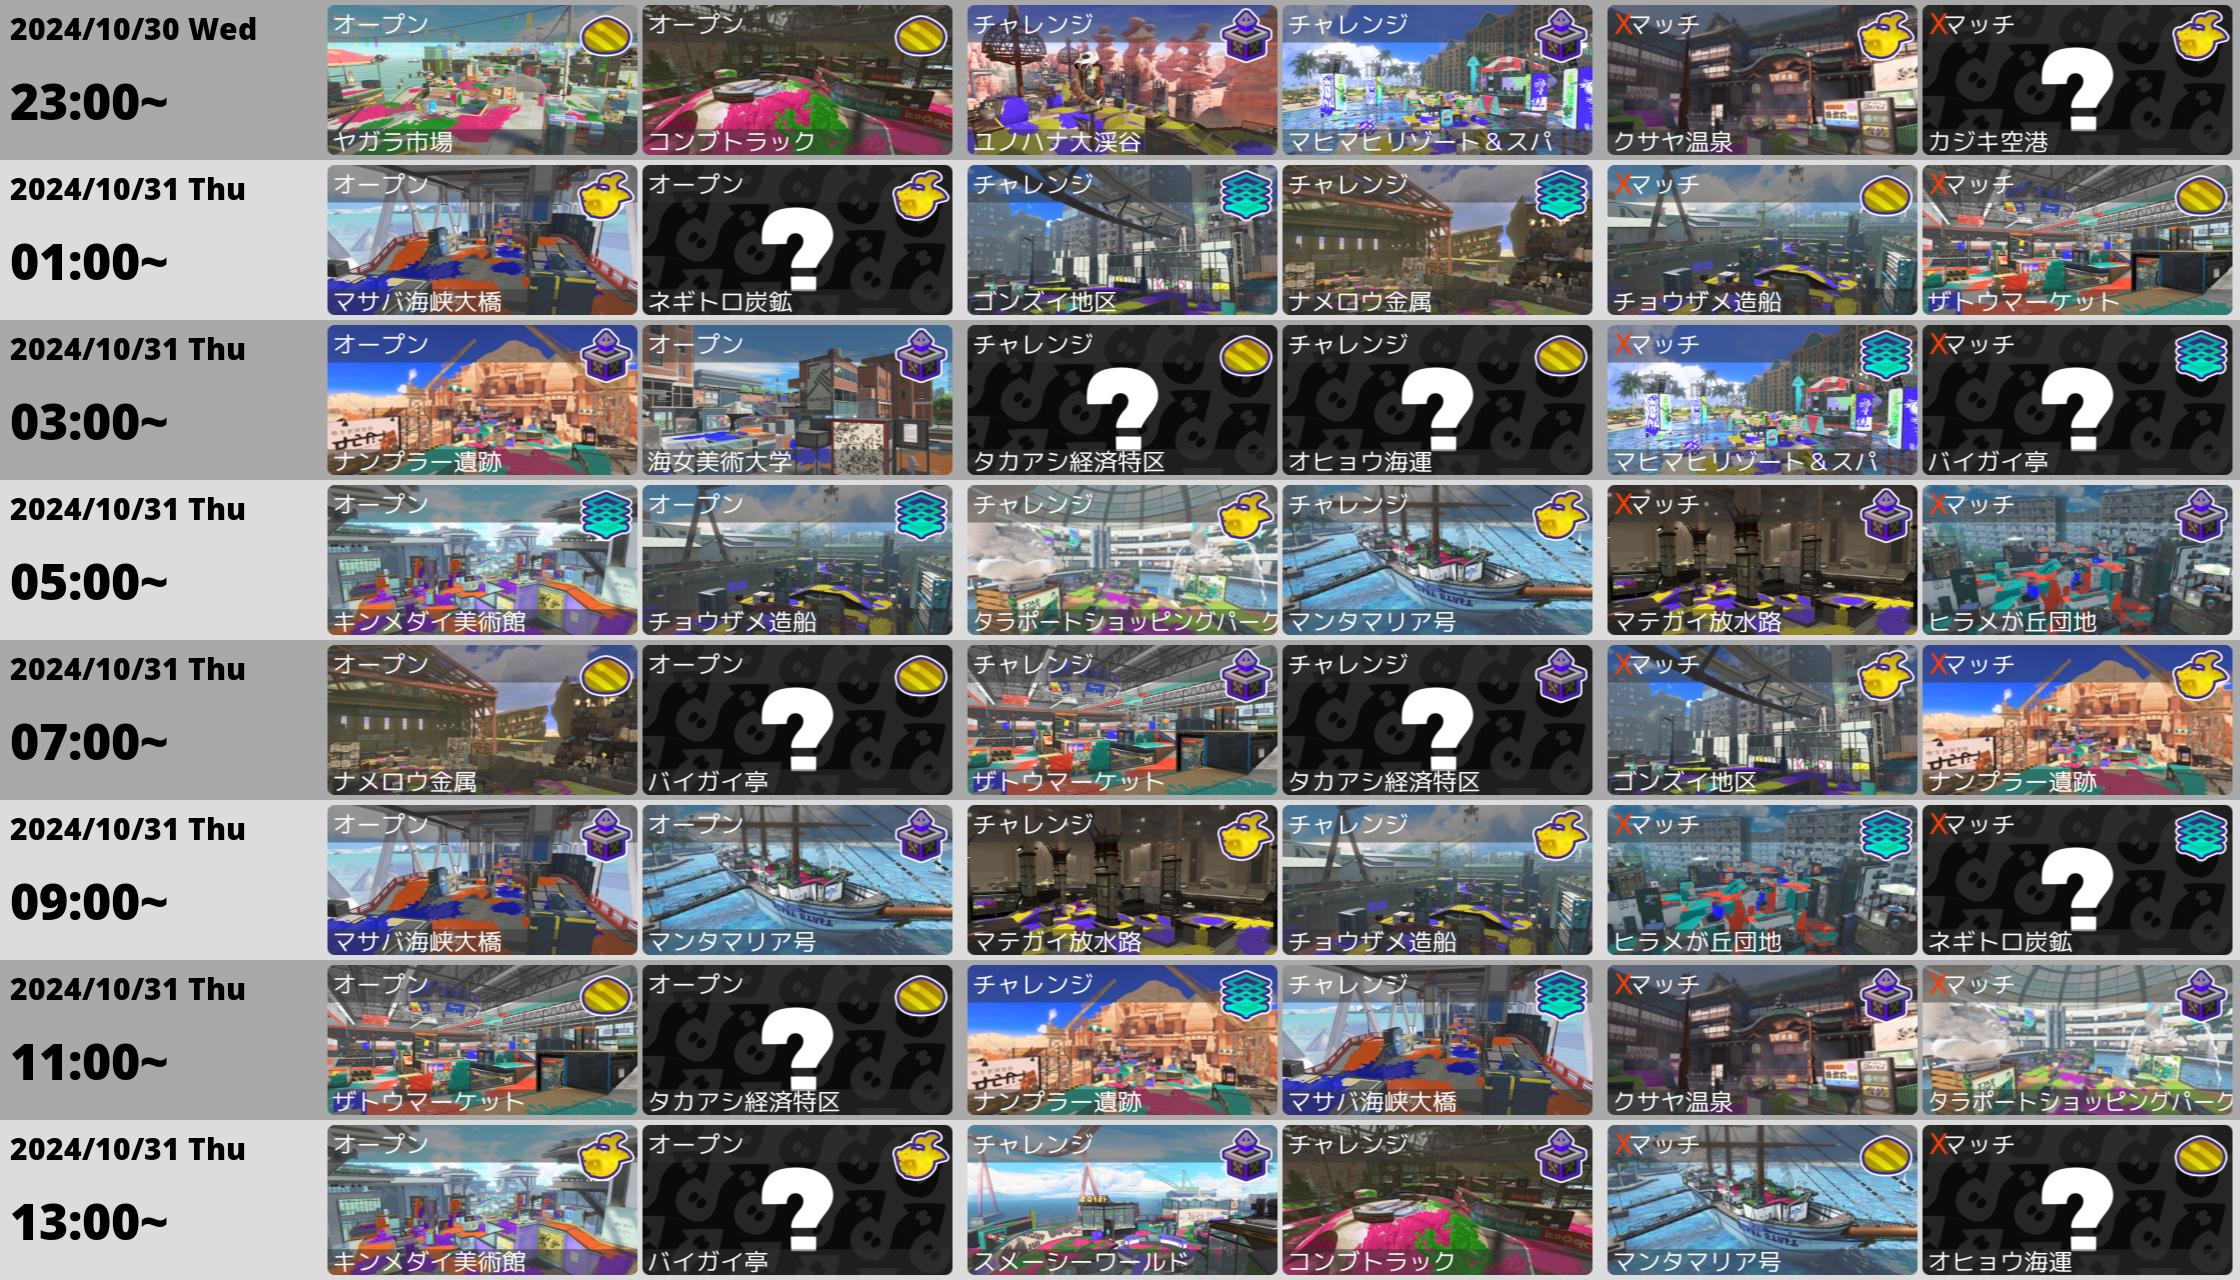 2024/10/30 Wed
23:00~
オープン
ヤガラ市場
オープン
コンブトラック
チャレンジ
ユノハナ大渓谷
チャレンジ
マヒマヒリゾート＆スパ
Xマッチ
クサヤ温泉
Xマッチ
?
カジキ空港
2024/10/31 Thu
01:00~
オープン
マサバ海峡大橋
オープン
?
ネギトロ炭鉱
チャレンジ
ゴンズイ地区
チャレンジ
ナメロウ金属
Xマッチ
チョウザメ造船
Xマッチ
ザトウマーケット
2024/10/31 Thu
03:00~
オープン
ナンプラー遺跡
オープン
海女美術大学
チャレンジ
?
タカアシ経済特区
チャレンジ
?
オヒョウ海運
Xマッチ
マヒマヒリゾート＆スパ
Xマッチ
?
バイガイ亭
2024/10/31 Thu
05:00~
オープン
キンメダイ美術館
オープン
チョウザメ造船
チャレンジ
タラポートショッピングパーク
チャレンジ
マンタマリア号
Xマッチ
マテガイ放水路
Xマッチ
ヒラメが丘団地
2024/10/31 Thu
07:00~
オープン
ナメロウ金属
オープン
?
バイガイ亭
チャレンジ
ザトウマーケット
チャレンジ
?
タカアシ経済特区
Xマッチ
ゴンズイ地区
Xマッチ
ナンプラー遺跡
2024/10/31 Thu
09:00~
オープン
マサバ海峡大橋
オープン
マンタマリア号
チャレンジ
マテガイ放水路
チャレンジ
チョウザメ造船
Xマッチ
ヒラメが丘団地
Xマッチ
?
ネギトロ炭鉱
2024/10/31 Thu
11:00~
オープン
ザトウマーケット
オープン
?
タカアシ経済特区
チャレンジ
ナンプラー遺跡
チャレンジ
マサバ海峡大橋
Xマッチ
クサヤ温泉
Xマッチ
タラポートショッピングパーク
2024/10/31 Thu
13:00~
オープン
キンメダイ美術館
オープン
?
バイガイ亭
チャレンジ
スメーシーワールド
チャレンジ
コンブトラック
Xマッチ
マンタマリア号
Xマッチ
?
オヒョウ海運